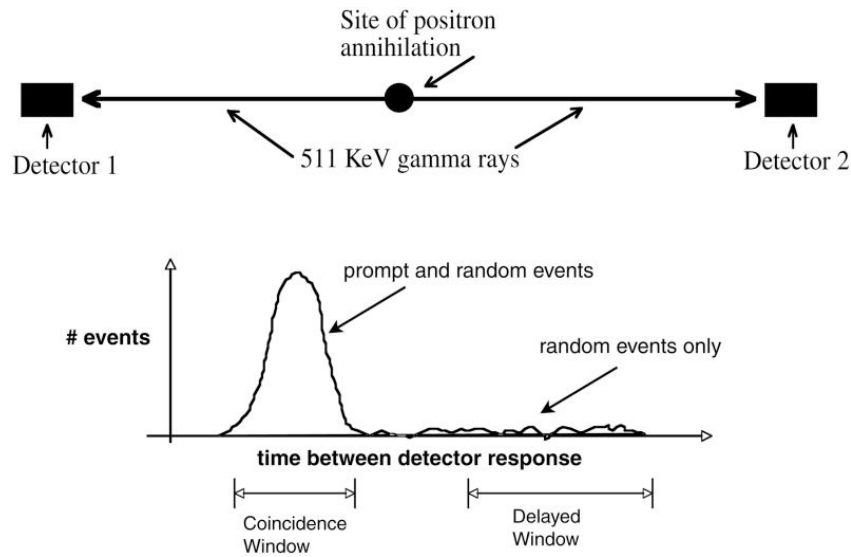 Site of positron
annihilation
Detector 1
511 KeV gamma rays
Detector 2
prompt and random events
# events
random events only
time between detector response
Coincidence
Window
Delayed
Window